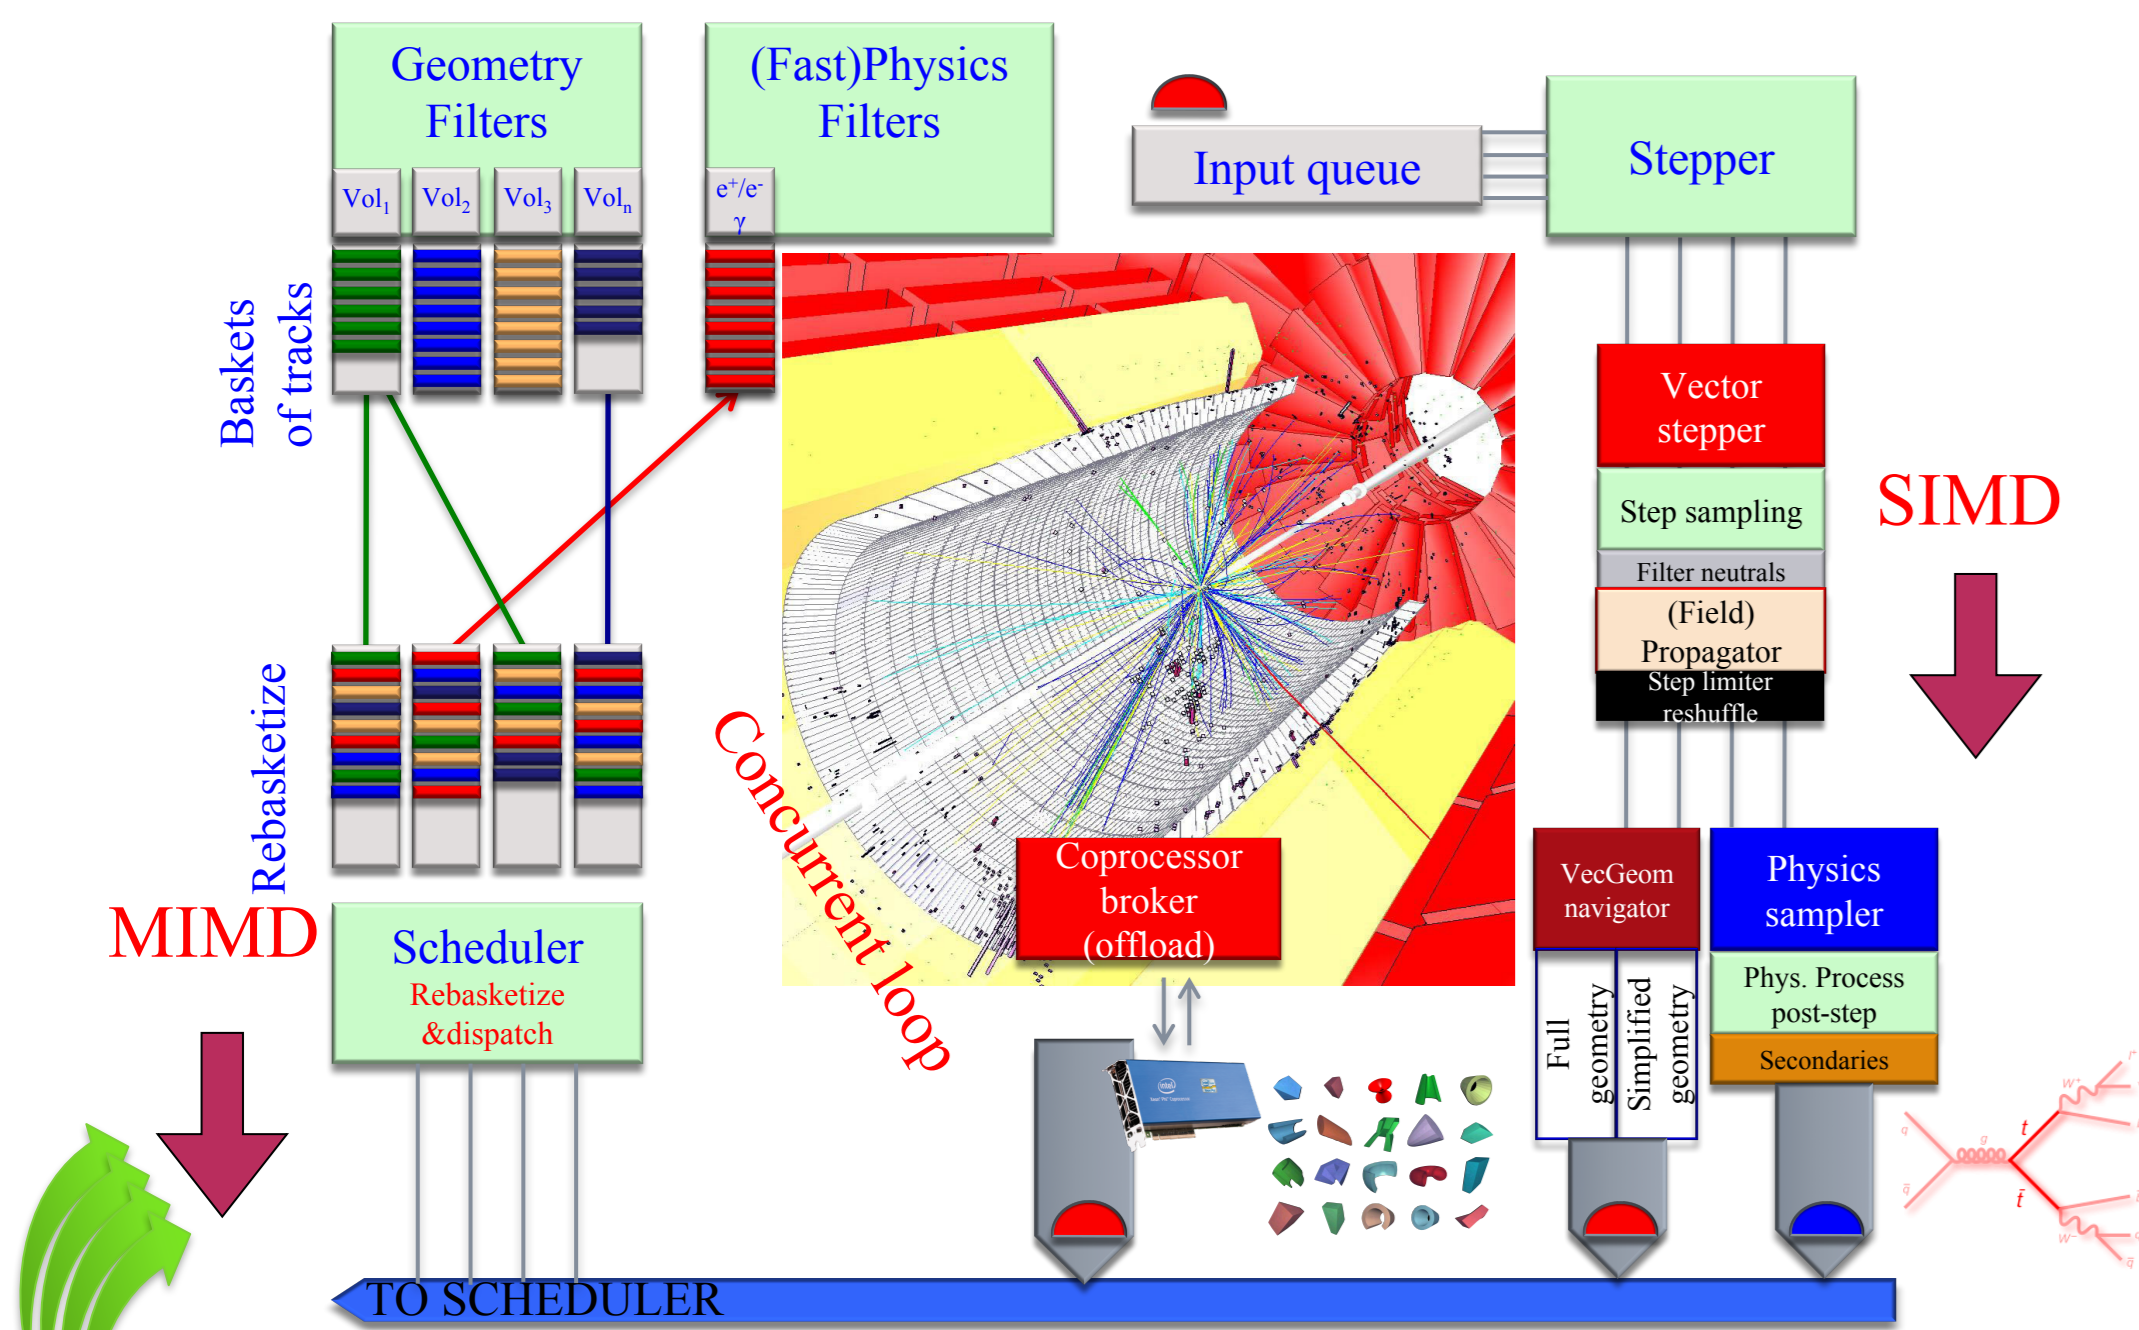 Geometry
Filters
Vol1
Vol2
Vol3
Voln
(Fast)Physics
Filters
e+/e-
γ
Input queue
Stepper
Baskets
of tracks
Vector
stepper
Step sampling
Filter neutrals
(Field)
Propagator
Step limiter
reshuffle
SIMD
Rebasketize
Concurrent loop
MIMD
Scheduler
Rebasketize
&dispatch
Coprocessor
broker
(offload)
VecGeom
navigator
Full
geometry
Simplified
geometry
Physics
sampler
Phys. Process
post-step
Secondaries
intel
q
q̄
g
t
t̄
W+
W−
q̄
TO SCHEDULER